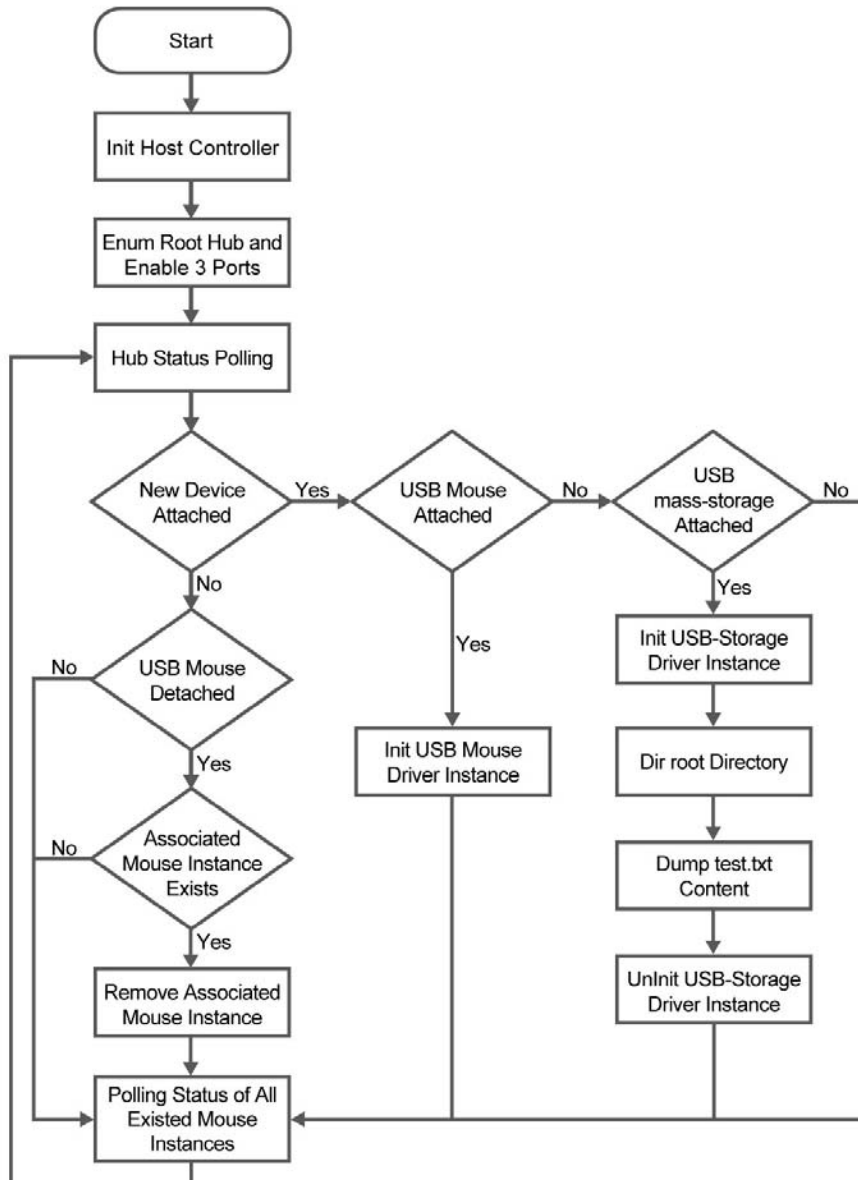 Start
Init Host Controller
Enum Root Hub and
Enable 3 Ports
Hub Status Polling
New Device
Attached
Yes
USB Mouse
Attached
No
USB
mass-storage
Attached
No
No
Yes
Yes
USB Mouse
Detached
No
Init USB-Storage
Driver Instance
Init USB Mouse
Driver Instance
Dir root Directory
Yes
Associated
Mouse Instance
Exists
No
Dump test.txt
Content
Yes
Remove Associated
Mouse Instance
UnInit USB-Storage
Driver Instance
Polling Status of All
Existed Mouse
Instances